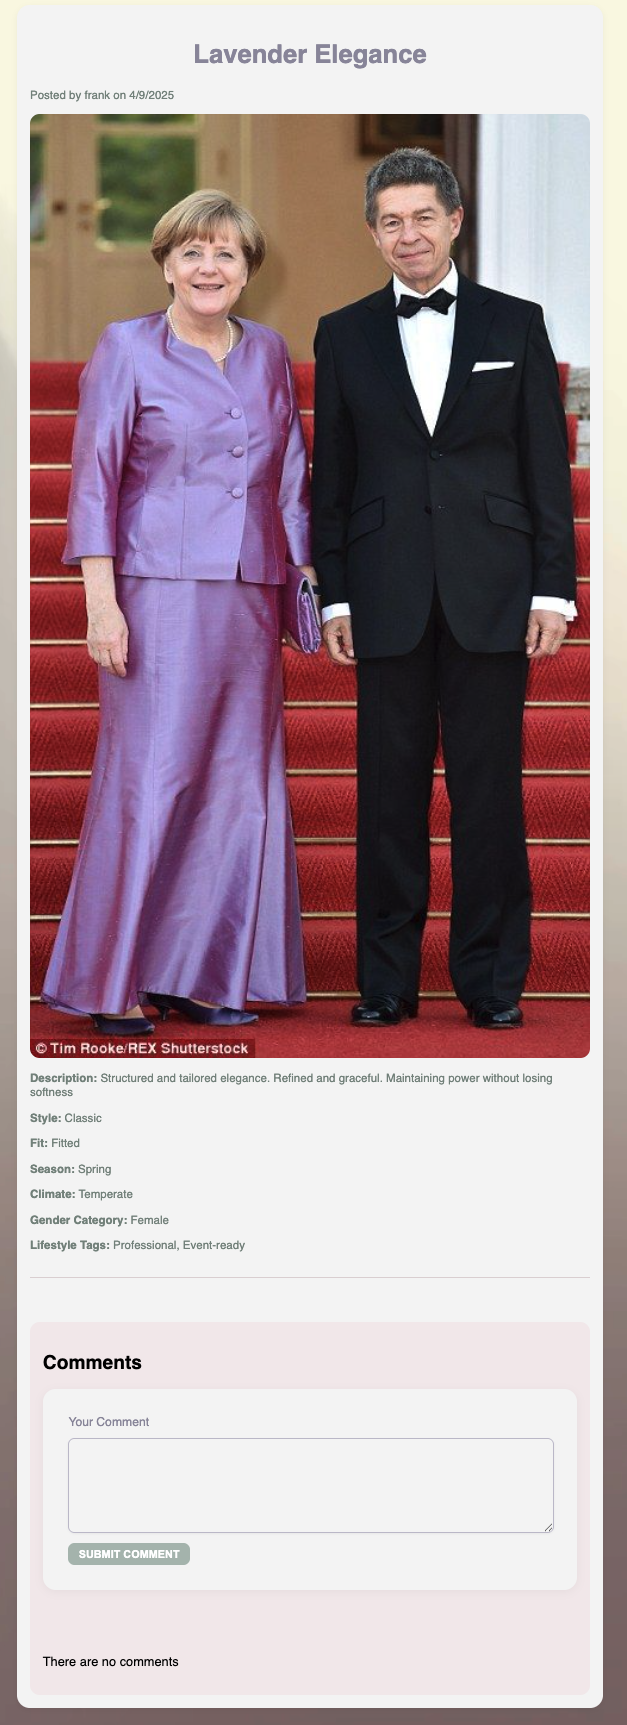 Lavender Elegance
Posted by frank on 4/9/2025
© Tim Rooke/REX Shutterstock
Description: Structured and tailored elegance. Refined and graceful. Maintaining power without losing
softness
Style: Classic
Fit: Fitted
Season: Spring
Climate: Temperate
Gender Category: Female
Lifestyle Tags: Professional, Event-ready
Comments
Your Comment
SUBMIT COMMENT
There are no comments